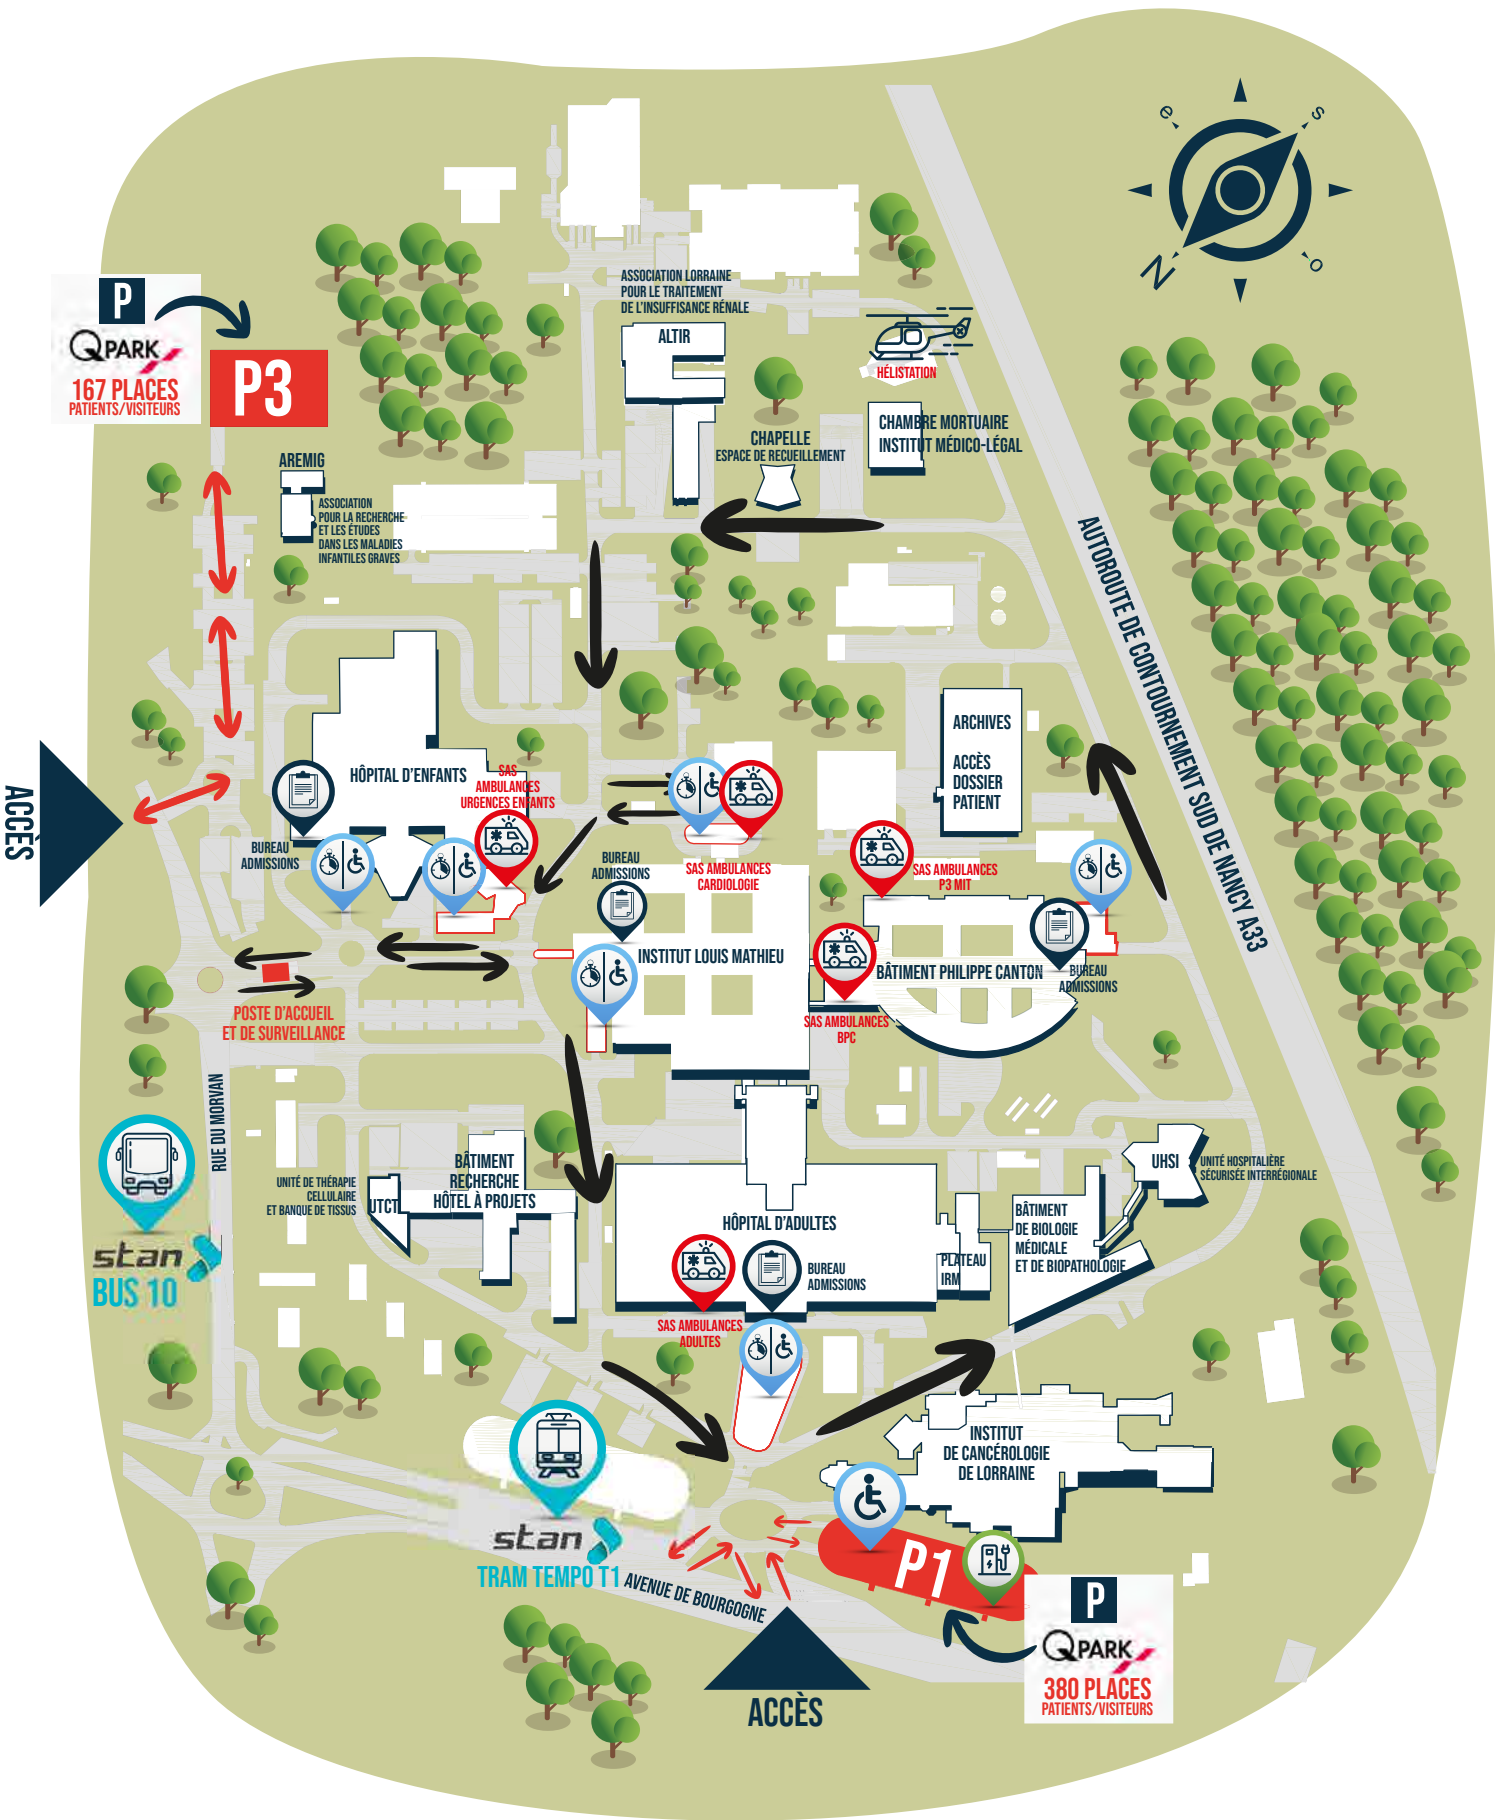 e
s
N
o
P
QPARK
167 PLACES
PATIENTS/VISITEURS
P3
ASSOCIATION LORRAINE
POUR LE TRAITEMENT
DE L'INSUFFISANCE RÉNALE
ALTIR
HÉLISTATION
CHAMBRE MORTUAIRE
INSTITUT MÉDICO-LÉGAL
CHAPELLE
ESPACE DE RECUEILLEMENT
AREMIG
ASSOCIATION
POUR LA RECHERCHE
ET LES ÉTUDES
DANS LES MALADIES
INFANTILES GRAVES
AUTOROUTE DE CONTOURNEMENT SUD DE NANCY A33
ARCHIVES
ACCÈS
DOSSIER
PATIENT
ACCÈS
HÔPITAL D'ENFANTS
SAS
AMBULANCES
URGENCES ENFANTS
BUREAU
ADMISSIONS
BUREAU
ADMISSIONS
SAS AMBULANCES
CARDIOLOGIE
SAS AMBULANCES
P3 MIT
INSTITUT LOUIS MATHIEU
BÂTIMENT PHILIPPE CANTON
BUREAU
ADMISSIONS
SAS AMBULANCES
BPC
POSTE D'ACCUEIL
ET DE SURVEILLANCE
RUE DU MORVAN
stan
BUS 10
UNITÉ DE THÉRAPIE
CELLULAIRE
ET BANQUE DE TISSUS
UTCT
BÂTIMENT
RECHERCHE
HÔTEL À PROJETS
UHSI
UNITÉ HOSPITALIÈRE
SÉCURISÉE INTERRÉGIONALE
HÔPITAL D'ADULTES
BUREAU
ADMISSIONS
PLATEAU
IRM
BÂTIMENT
DE BIOLOGIE
MÉDICALE
ET DE BIOPATHOLOGIE
SAS AMBULANCES
ADULTES
INSTITUT
DE CANCÉROLOGIE
DE LORRAINE
stan
TRAM TEMPO T1
AVENUE DE BOURGOGNE
P1
P
QPARK
380 PLACES
PATIENTS/VISITEURS
ACCÈS